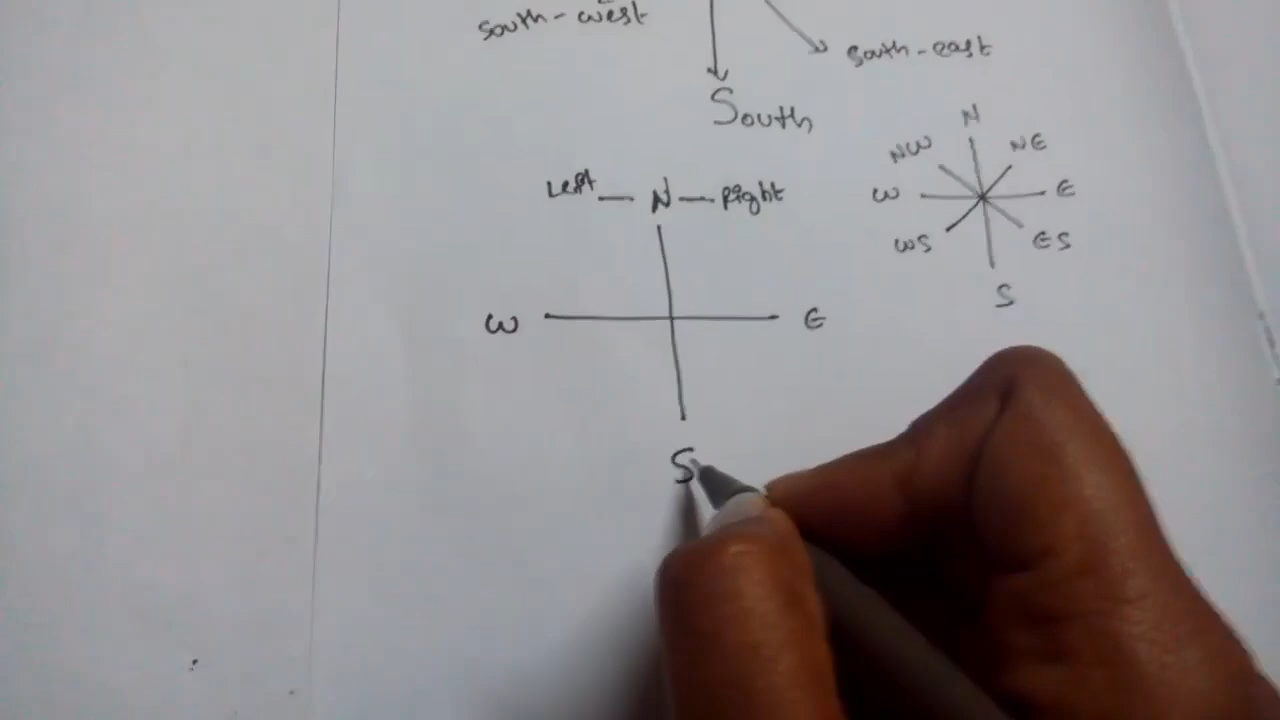 South-west
south-east
South
N
NW NE
Left — N — Right
W E
WS ES
S
W E
S